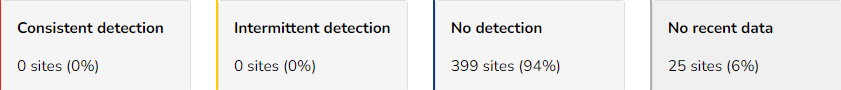 Consistent detection
0 sites (0%)
Intermittent detection
0 sites (0%)
No detection
399 sites (94%)
No recent data
25 sites (6%)